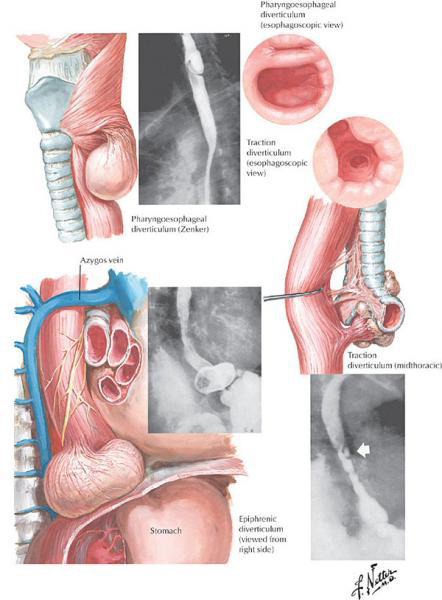 Pharyngoesophageal
diverticulum
(esophagoscopic view)
Traction
diverticulum
(esophagoscopic
view)
Pharyngoesophageal
diverticulum (Zenker)
Azygos vein
Traction
diverticulum (midthoracic)
Epiphrenic
diverticulum
(viewed from
right side)
Stomach
F. Netter
M.D.